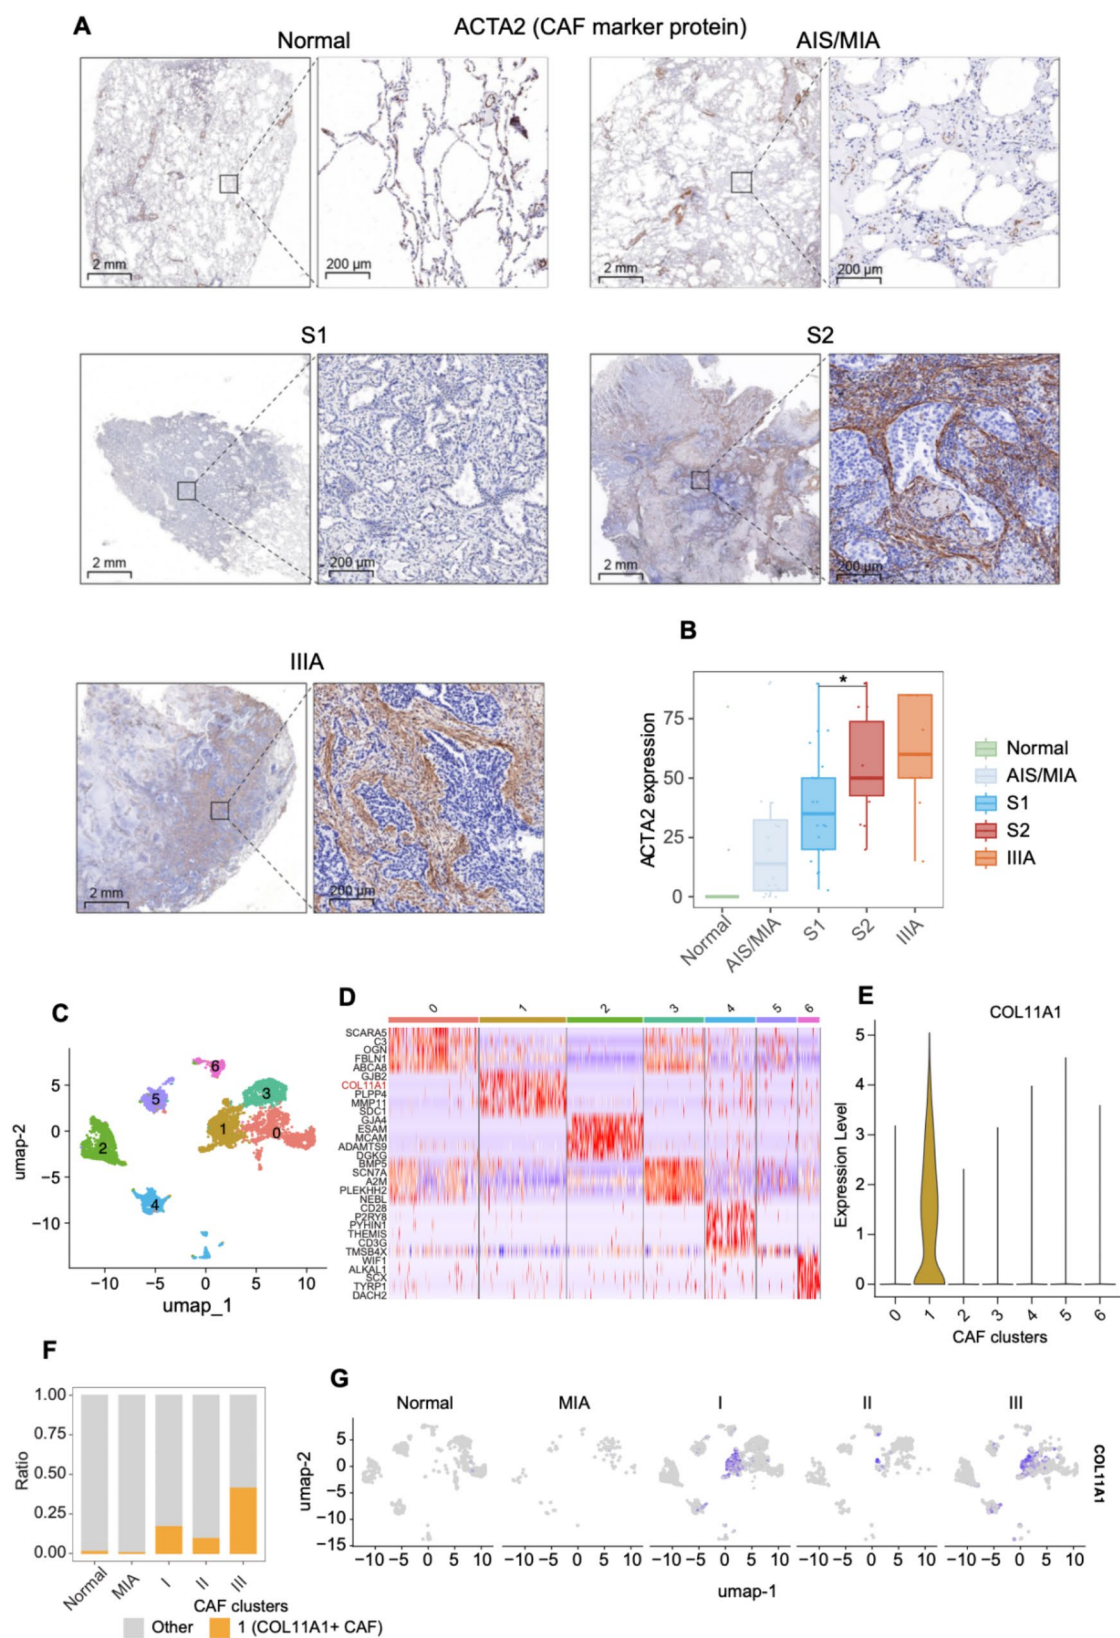 A
ACTA2 (CAF marker protein)
Normal
AIS/MIA
2 mm
200 µm
2 mm
200 µm
S1
S2
2 mm
200 µm
2 mm
200 µm
IIIA
2 mm
200 µm
B
ACTA2 expression
75
50
25
0
*
Normal
AIS/MIA
S1
S2
IIIA
Normal
AIS/MIA
S1
S2
IIIA
C
umap-2
5
0
−5
−10
6
5
3
1
0
2
4
−10
−5
0
5
10
umap_1
D
0
1
2
3
4
5
6
SCARA5
C3
OGN
FBLN1
ABCA8
GJB2
COL11A1
PLPP4
MMP11
SDC1
GJA4
ESAM
MCAM
ADAMTS9
DGKG
BMP5
SCN7A
A2M
PLEKHH2
NEBL
CD28
P2RY8
PYHIN1
THEMIS
CD3G
TMSB4X
WIF1
ALKAL1
SCX
TYRP1
DACH2
E
COL11A1
Expression Level
5
4
3
2
1
0
0
1
2
3
4
5
6
CAF clusters
F
Ratio
1.00
0.75
0.50
0.25
0.00
Normal
MIA
I
II
III
CAF clusters
Other
1 (COL11A1+ CAF)
G
Normal
MIA
I
II
III
umap-2
5
0
−5
−10
−15
COL11A1
−10 −5 0 5 10
−10 −5 0 5 10
−10 −5 0 5 10
−10 −5 0 5 10
−10 −5 0 5 10
umap-1